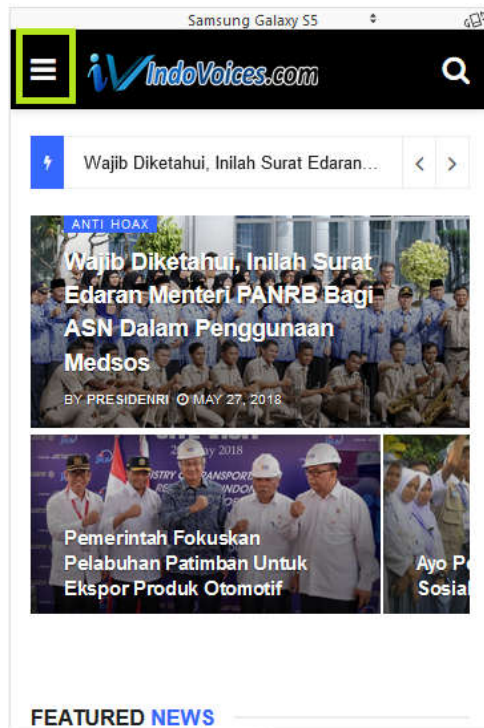 Samsung Galaxy S5
iV IndoVoices.com
Wajib Diketahui, Inilah Surat Edaran...
ANTI HOAX
Wajib Diketahui, Inilah Surat
Edaran Menteri PANRB Bagi
ASN Dalam Penggunaan
Medsos
BY PRESIDENRI MAY 27, 2018
Pemerintah Fokuskan
Pelabuhan Patimban Untuk
Ekspor Produk Otomotif
Ayo Pe
Sosial
FEATURED NEWS